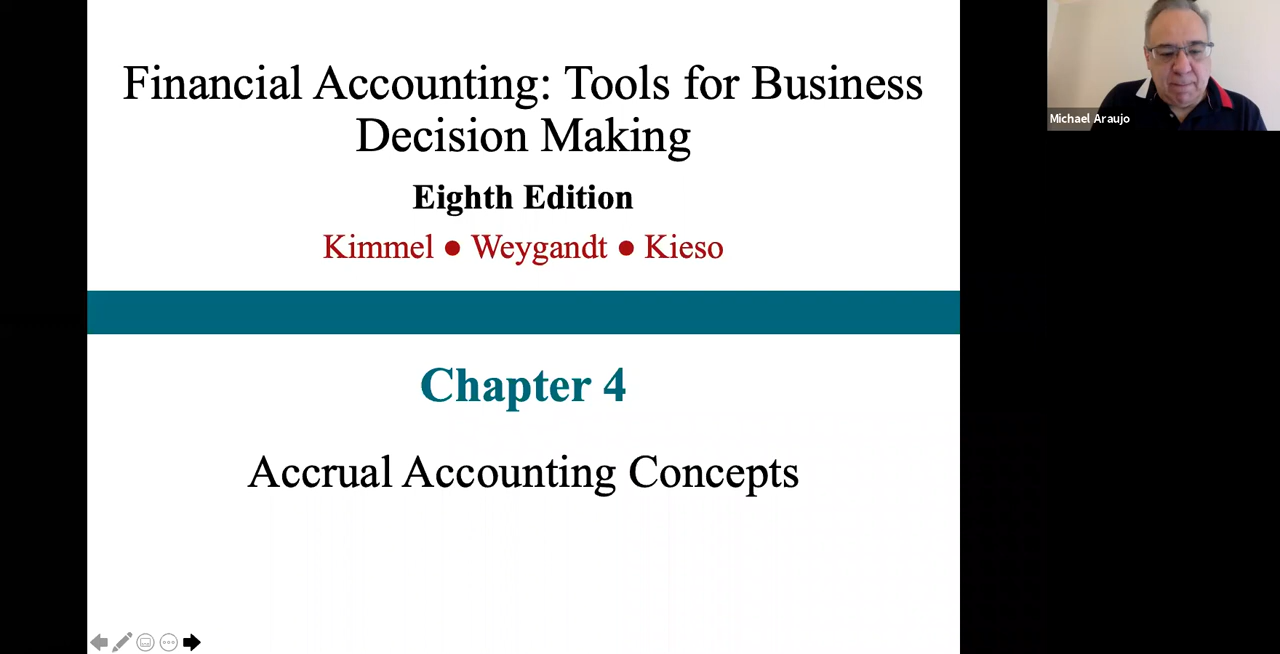 Financial Accounting: Tools for Business
Decision Making
Eighth Edition
Kimmel ● Weygandt ● Kieso
Chapter 4
Accrual Accounting Concepts
Michael Araujo